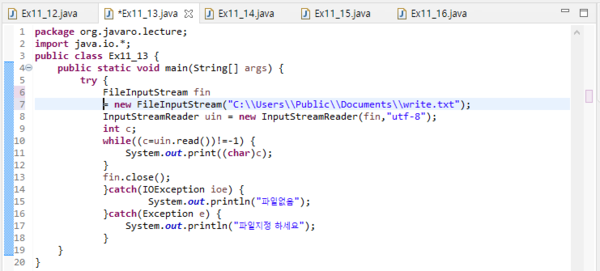 Ex11_12.java *Ex11_13.java Ex11_14.java Ex11_15.java Ex11_16.java
1 package org.javaro.lecture;
2 import java.io.*;
3 public class Ex11_13 {
4 public static void main(String[] args) {
5 try {
6 FileInputStream fin
7 = new FileInputStream("C:\\Users\\Public\\Documents\\write.txt");
8 InputStreamReader uin = new InputStreamReader(fin,"utf-8");
9 int c;
10 while((c=uin.read())!=-1) {
11 System.out.print((char)c);
12 }
13 fin.close();
14 }catch(IOException ioe) {
15 System.out.println("파일없음");
16 }catch(Exception e) {
17 System.out.println("파일지정 하세요");
18 }
19 }
20 }